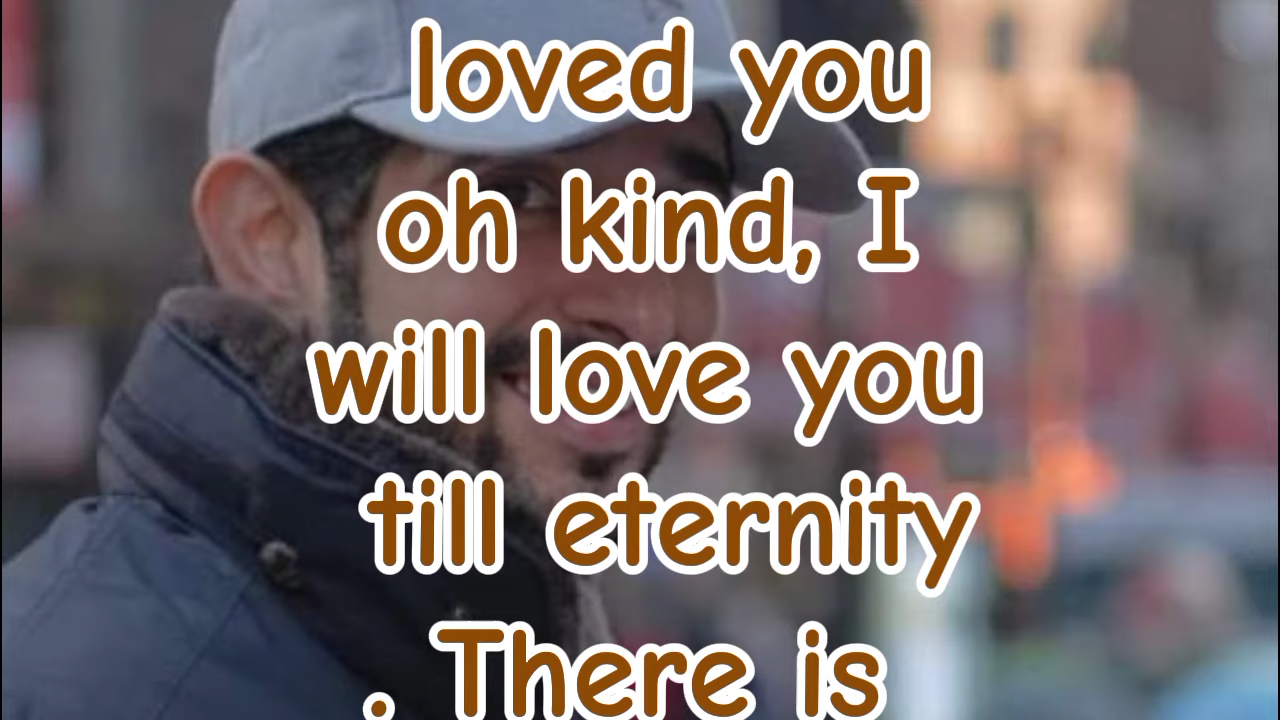 loved you
oh kind, I
will love you
till eternity
. There is